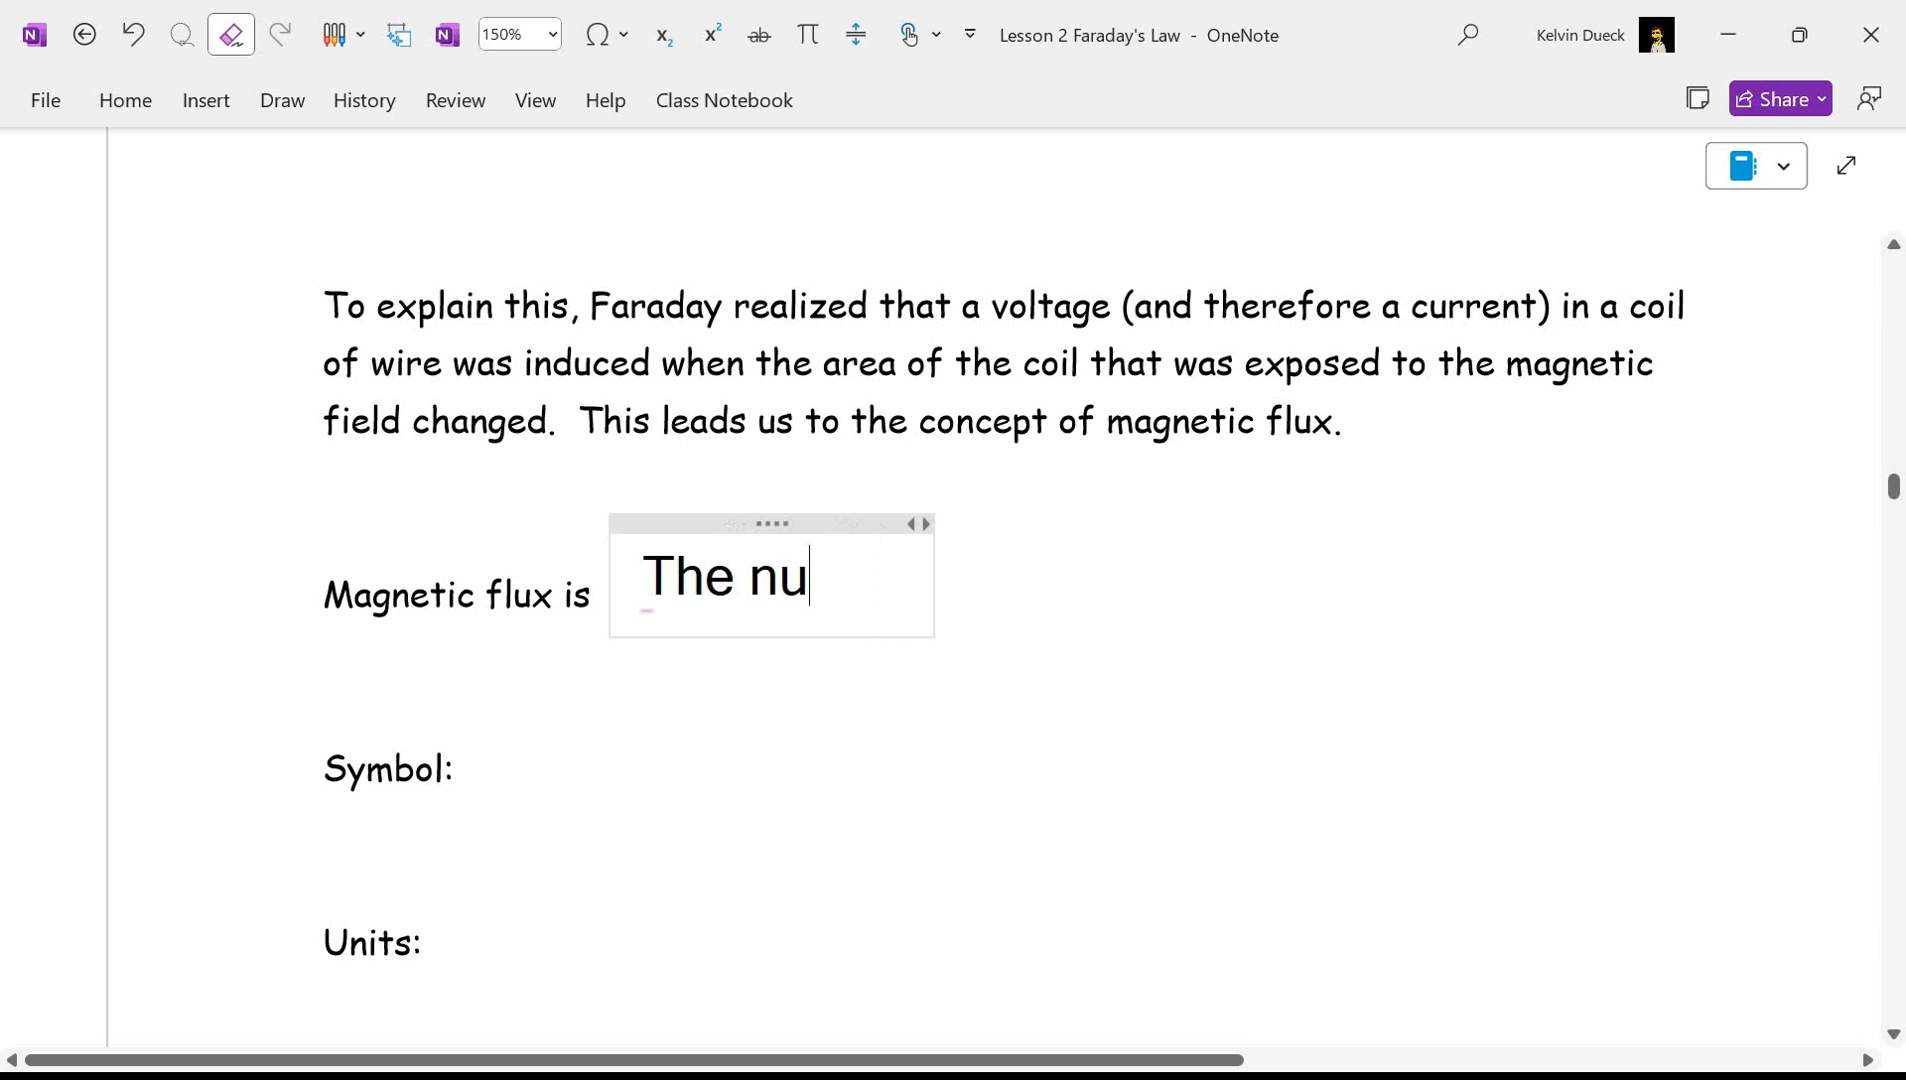 150%
Lesson 2 Faraday's Law - OneNote
Kelvin Dueck
File Home Insert Draw History Review View Help Class Notebook
Share
To explain this, Faraday realized that a voltage (and therefore a current) in a coil
of wire was induced when the area of the coil that was exposed to the magnetic
field changed. This leads us to the concept of magnetic flux.
Magnetic flux is The nu
Symbol:
Units: